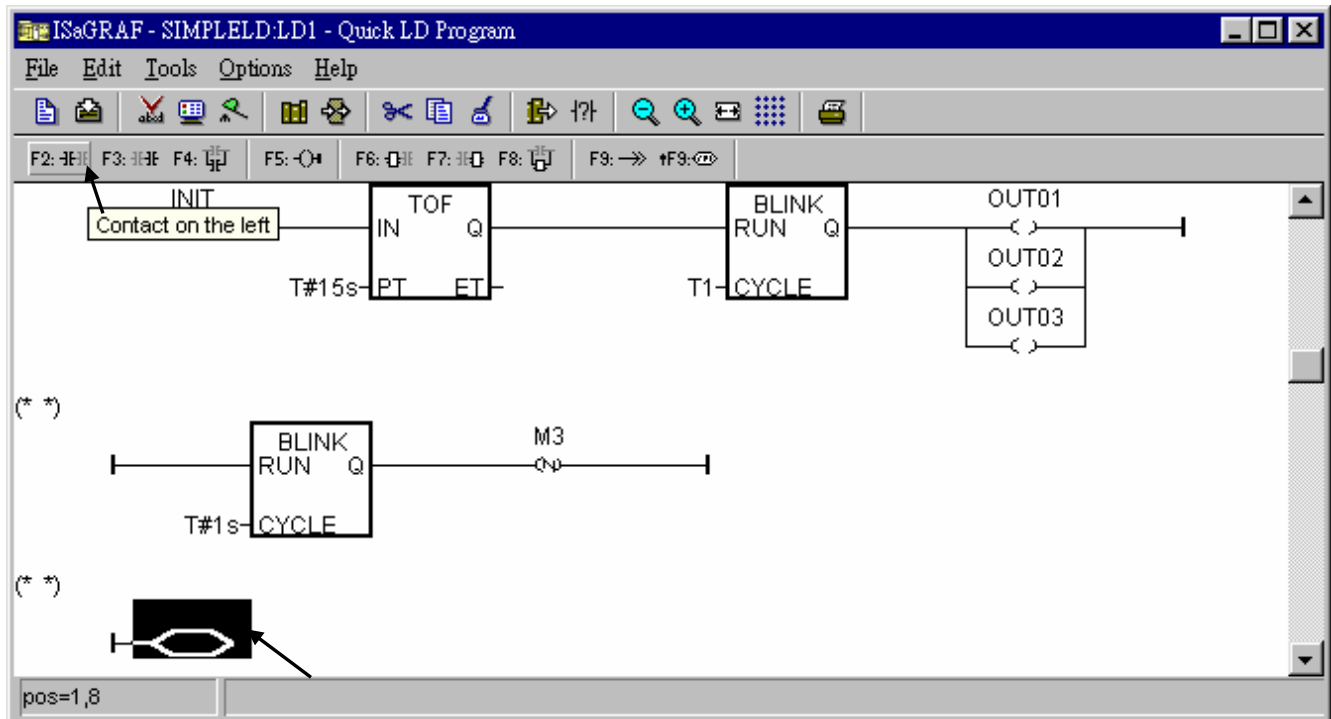 ISaGRAF - SIMPLELD:LD1 - Quick LD Program
File Edit Tools Options Help
F2: F3: F4: F5: F6: F7: F8: F9: F9:
INIT
Contact on the left
TOF
IN Q
T#15s PT ET
BLINK
RUN Q
T1 CYCLE
OUT01
OUT02
OUT03
(* *)
BLINK
RUN Q
T#1s CYCLE
M3
N
(* *)
pos=1,8